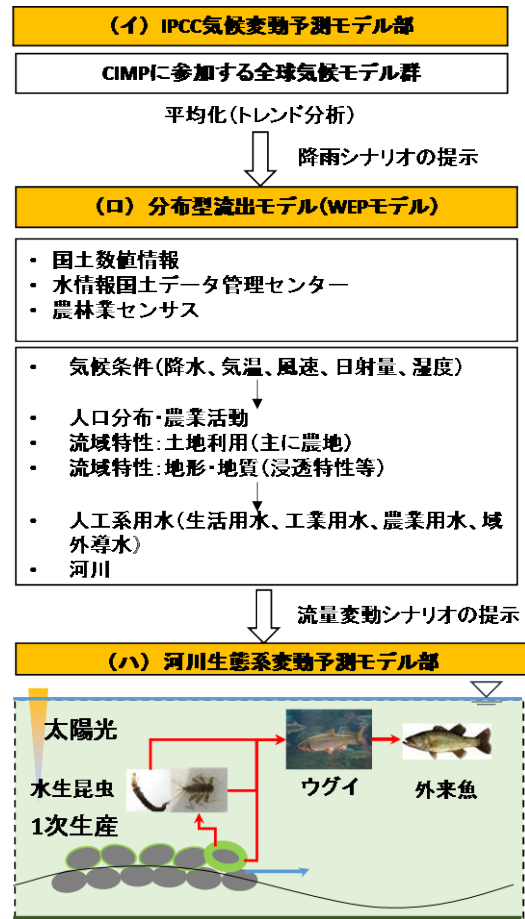 （イ）IPCC気候変動予測モデル部
CIMPに参加する全球気候モデル群
平均化（トレンド分析）
降雨シナリオの提示
（ロ）分布型流出モデル（WEPモデル）
・ 国土数値情報
・ 水情報国土データ管理センター
・ 農林業センサス
・ 気候条件（降水、気温、風速、日射量、湿度）
・ 人口分布・農業活動
・ 流域特性：土地利用（主に農地）
・ 流域特性：地形・地質（浸透特性等）
・ 人工系用水（生活用水、工業用水、農業用水、域
外導水）
・ 河川
流量変動シナリオの提示
（ハ）河川生態系変動予測モデル部
太陽光
水生昆虫
ウグイ
外来魚
1次生産